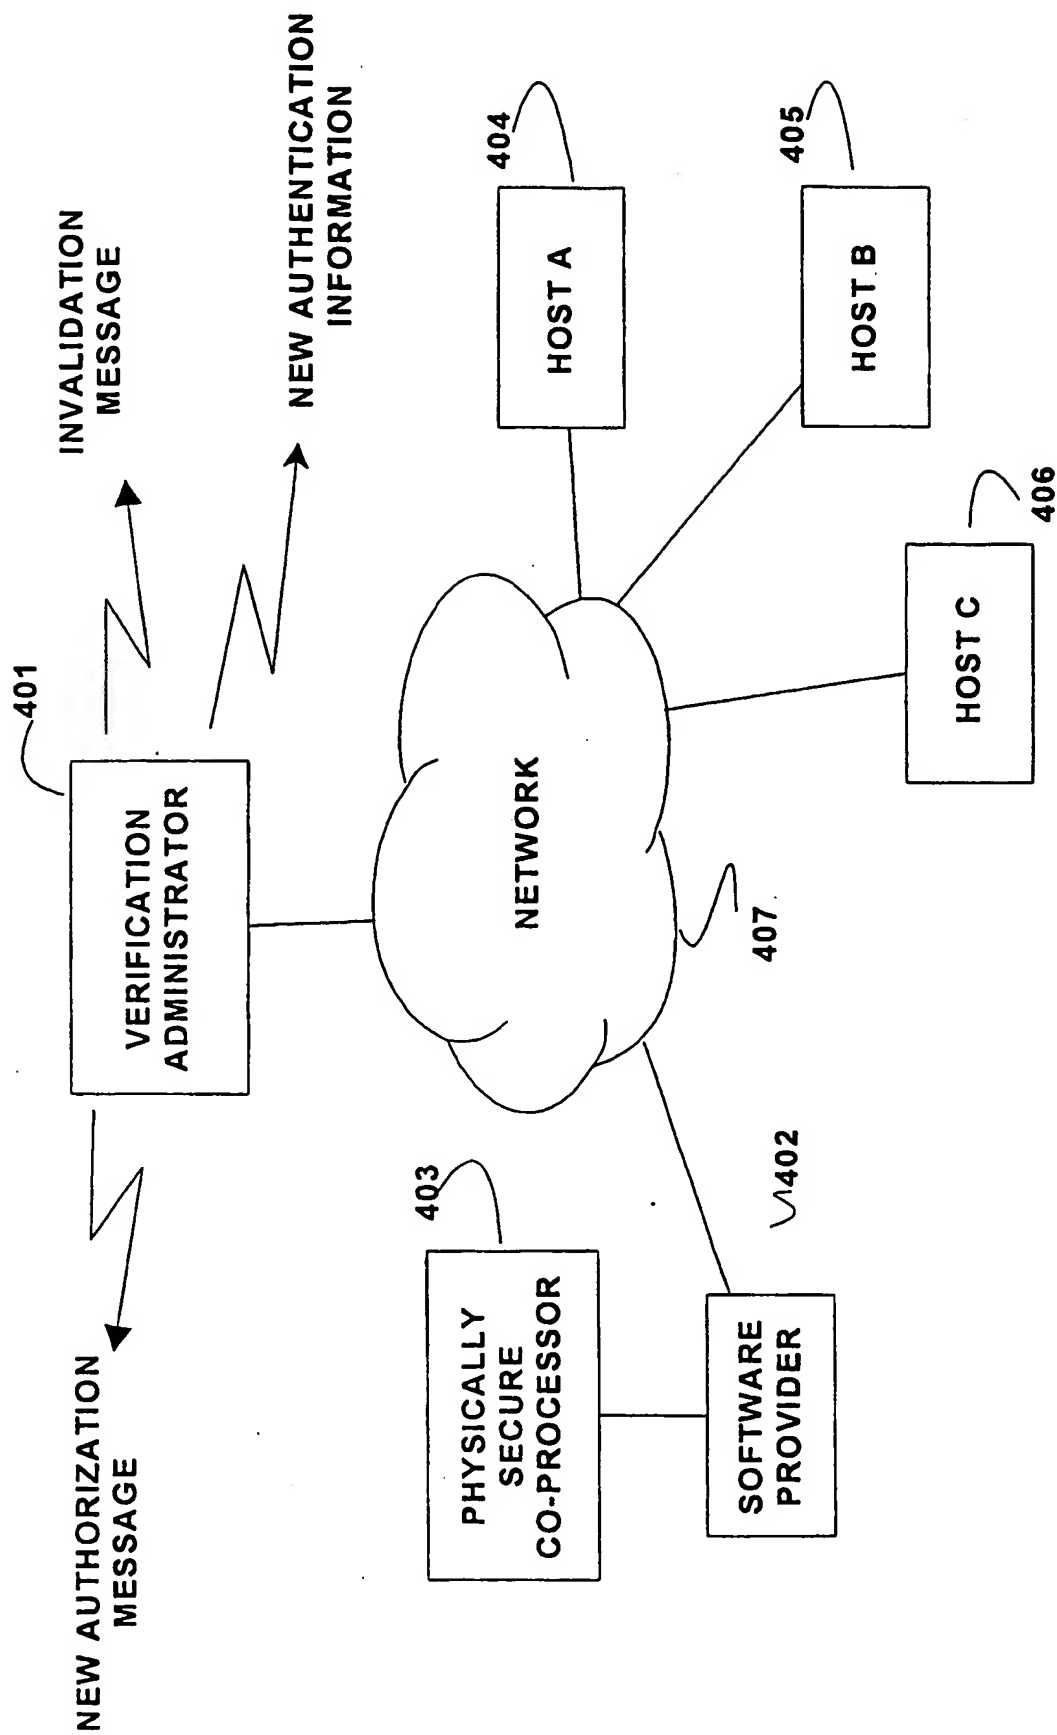 NEW AUTHORIZATION
MESSAGE
401
INVALIDATION
MESSAGE
VERIFICATION
ADMINISTRATOR
NEW AUTHENTICATION
INFORMATION
403
PHYSICALLY
SECURE
CO-PROCESSOR
NETWORK
404
HOST A
402
SOFTWARE
PROVIDER
407
405
HOST B
HOST C
406